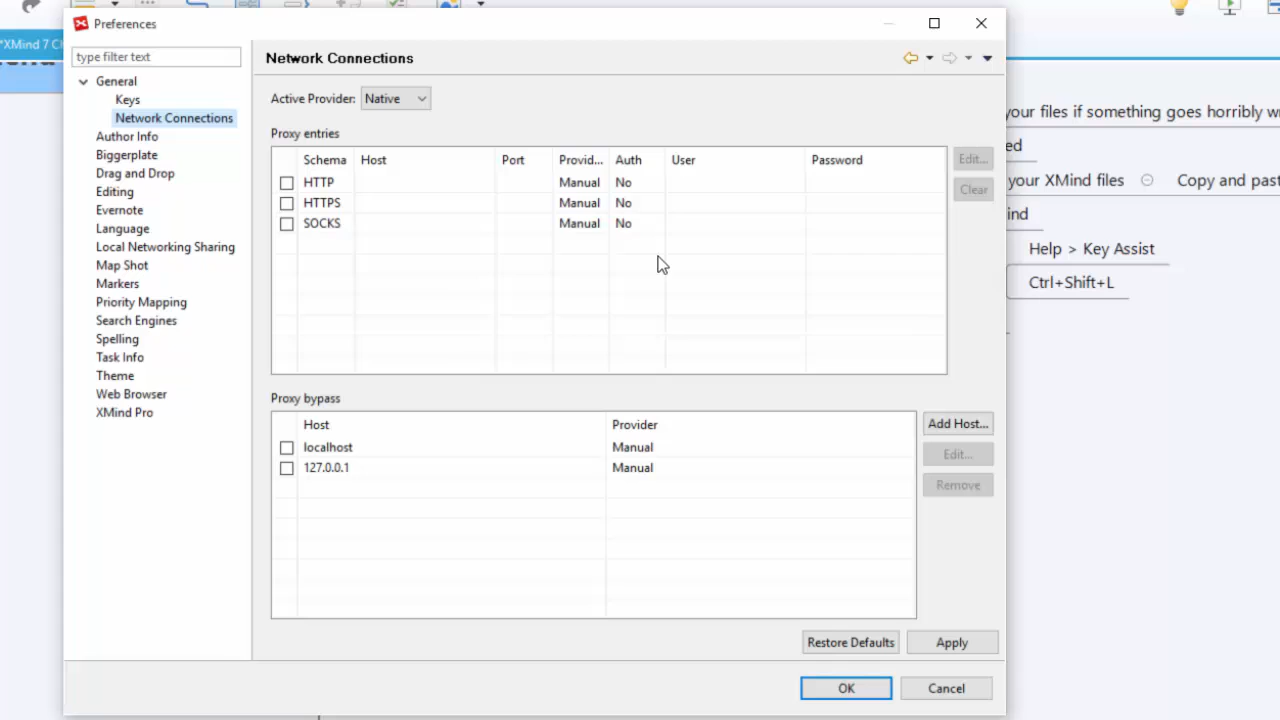 Preferences
*XMind 7 Ch
type filter text
General
Keys
Network Connections
Author Info
Biggerplate
Drag and Drop
Editing
Evernote
Language
Local Networking Sharing
Map Shot
Markers
Priority Mapping
Search Engines
Spelling
Task Info
Theme
Web Browser
XMind Pro
Network Connections
Active Provider: Native
Proxy entries
Schema Host Port Provid... Auth User Password
HTTP Manual No
HTTPS Manual No
SOCKS Manual No
Edit...
Clear
Proxy bypass
Host Provider
localhost Manual
127.0.0.1 Manual
Add Host...
Edit...
Remove
Restore Defaults Apply
OK Cancel
your files if something goes horribly wr
ed
your XMind files Copy and past
ind
Help > Key Assist
Ctrl+Shift+L